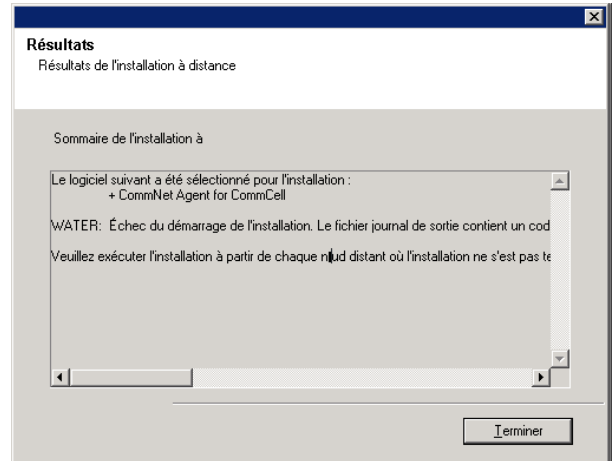 Résultats
Résultats de l'installation à distance
Sommaire de l'installation à
Le logiciel suivant a été sélectionné pour l'installation :
+ CommNet Agent for CommCell
WATER: Échec du démarrage de l'installation. Le fichier journal de sortie contient un cod
Veuillez exécuter l'installation à partir de chaque n ud distant où l'installation ne s'est pas te
Terminer